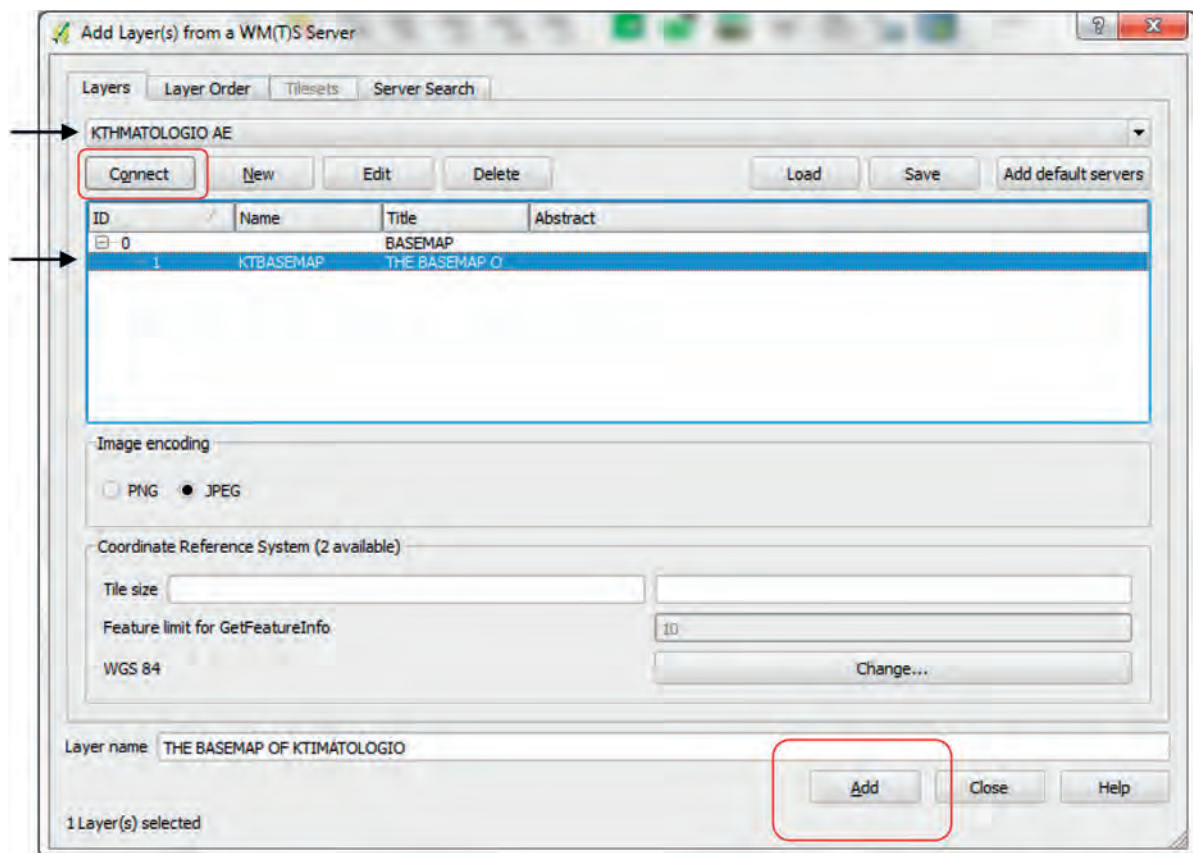 Add Layer(s) from a WM(T)S Server
Layers Layer Order Tilesets Server Search
KTHMATOLOGIO AE
Connect New Edit Delete Load Save Add default servers
ID Name Title Abstract
0 BASEMAP
1 KTBASEMAP THE BASEMAP O
Image encoding
PNG JPEG
Coordinate Reference System (2 available)
Tile size
Feature limit for GetFeatureInfo 10
WGS 84 Change...
Layer name THE BASEMAP OF KTIMATOLOGIO
Add Close Help
1 Layer(s) selected